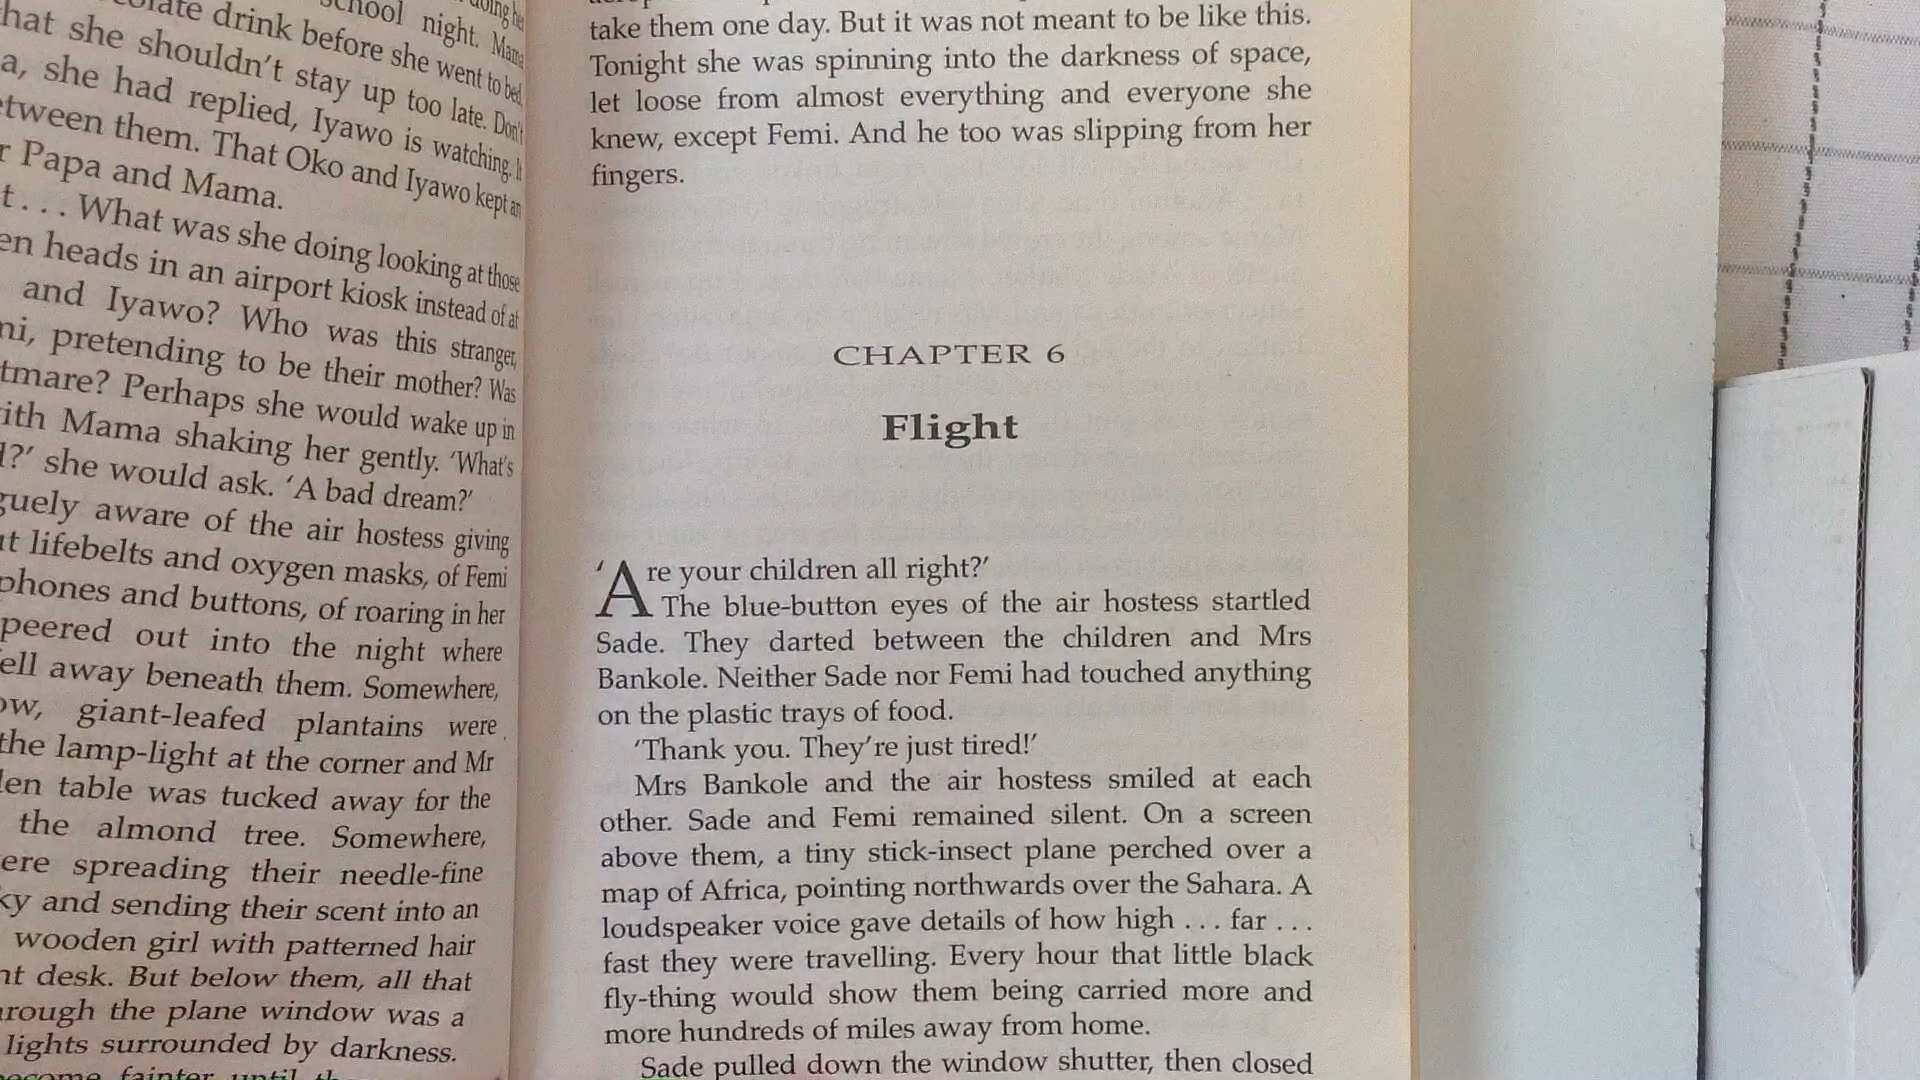 school night. Mama
drink before she went to bed,
that she shouldn't stay up too late. Don't
she had replied, Iyawo is watching. It
between them. That Oko and Iyawo kept an
Papa and Mama.
. . . What was she doing looking at those
heads in an airport kiosk instead of at
and Iyawo? Who was this stranger,
pretending to be their mother? Was
Perhaps she would wake up in
with Mama shaking her gently. 'What's
she would ask. 'A bad dream?'
aware of the air hostess giving
lifebelts and oxygen masks, of Femi
and buttons, of roaring in her
peered out into the night where
away beneath them. Somewhere,
giant-leafed plantains were
the lamp-light at the corner and Mr
table was tucked away for the
the almond tree. Somewhere,
spreading their needle-fine
and sending their scent into an
wooden girl with patterned hair
desk. But below them, all that
through the plane window was a
lights surrounded by darkness.
fainter until
take them one day. But it was not meant to be like this.
Tonight she was spinning into the darkness of space,
let loose from almost everything and everyone she
knew, except Femi. And he too was slipping from her
fingers.
CHAPTER 6
Flight
'Are your children all right?'
The blue-button eyes of the air hostess startled
Sade. They darted between the children and Mrs
Bankole. Neither Sade nor Femi had touched anything
on the plastic trays of food.
'Thank you. They're just tired!'
Mrs Bankole and the air hostess smiled at each
other. Sade and Femi remained silent. On a screen
above them, a tiny stick-insect plane perched over a
map of Africa, pointing northwards over the Sahara. A
loudspeaker voice gave details of how high . . . far . . .
fast they were travelling. Every hour that little black
fly-thing would show them being carried more and
more hundreds of miles away from home.
Sade pulled down the window shutter, then closed